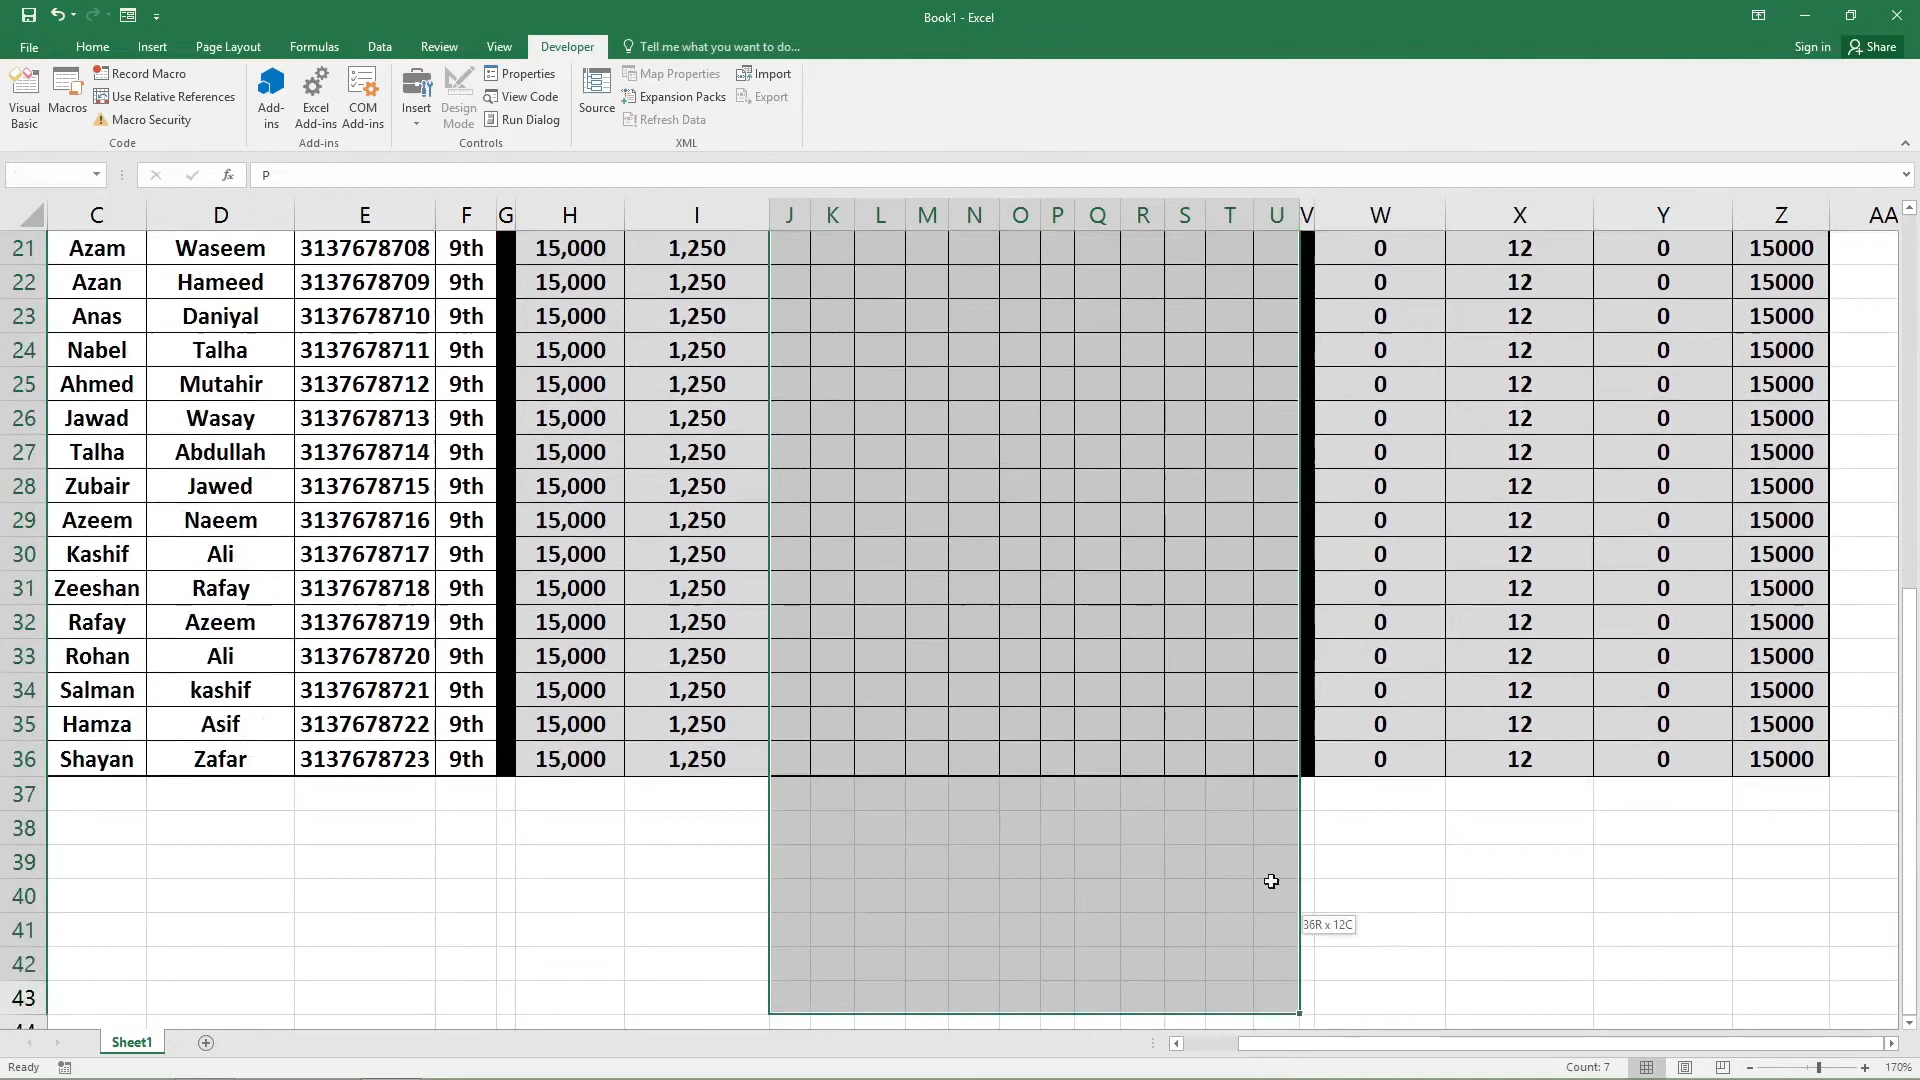 Book1 - Excel
File Home Insert Page Layout Formulas Data Review View Developer Tell me what you want to do... Sign in Share
Visual Basic Macros Record Macro Use Relative References Macro Security Code
Add-ins Excel Add-ins COM Add-ins Add-ins
Insert Design Mode Properties View Code Run Dialog Controls
Source Map Properties Expansion Packs Refresh Data Import Export XML
fx P
C D E F G H I J K L M N O P Q R S T U V W X Y Z AA
21 Azam Waseem 3137678708 9th 15,000 1,250 0 12 0 15000
22 Azan Hameed 3137678709 9th 15,000 1,250 0 12 0 15000
23 Anas Daniyal 3137678710 9th 15,000 1,250 0 12 0 15000
24 Nabel Talha 3137678711 9th 15,000 1,250 0 12 0 15000
25 Ahmed Mutahir 3137678712 9th 15,000 1,250 0 12 0 15000
26 Jawad Wasay 3137678713 9th 15,000 1,250 0 12 0 15000
27 Talha Abdullah 3137678714 9th 15,000 1,250 0 12 0 15000
28 Zubair Jawed 3137678715 9th 15,000 1,250 0 12 0 15000
29 Azeem Naeem 3137678716 9th 15,000 1,250 0 12 0 15000
30 Kashif Ali 3137678717 9th 15,000 1,250 0 12 0 15000
31 Zeeshan Rafay 3137678718 9th 15,000 1,250 0 12 0 15000
32 Rafay Azeem 3137678719 9th 15,000 1,250 0 12 0 15000
33 Rohan Ali 3137678720 9th 15,000 1,250 0 12 0 15000
34 Salman kashif 3137678721 9th 15,000 1,250 0 12 0 15000
35 Hamza Asif 3137678722 9th 15,000 1,250 0 12 0 15000
36 Shayan Zafar 3137678723 9th 15,000 1,250 0 12 0 15000
37
38
39
40
41 36R x 12C
42
43
44
Sheet1
Ready Count: 7 170%